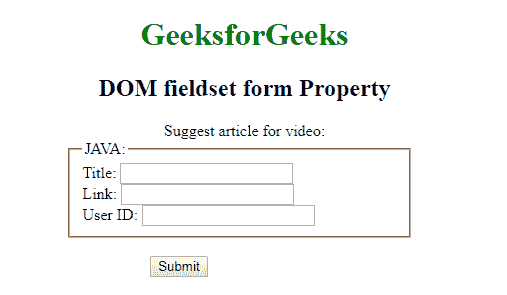 GeeksforGeeks
DOM fieldset form Property
Suggest article for video:
JAVA:
Title:
Link:
User ID:
Submit